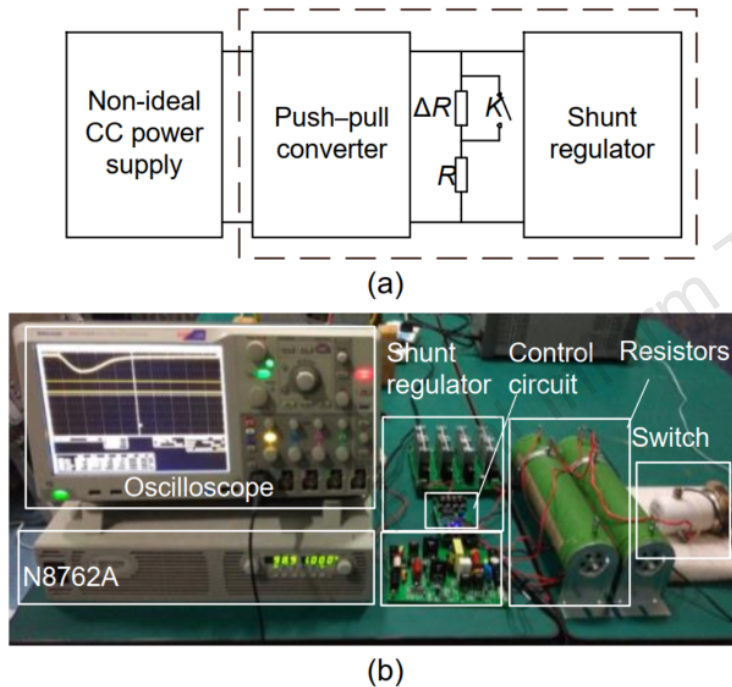 Non-ideal
CC power
supply
Push–pull
converter
ΔR
K
R
Shunt
regulator
(a)
Shunt
regulator
Control
circuit
Resistors
Switch
Oscilloscope
N8762A
(b)